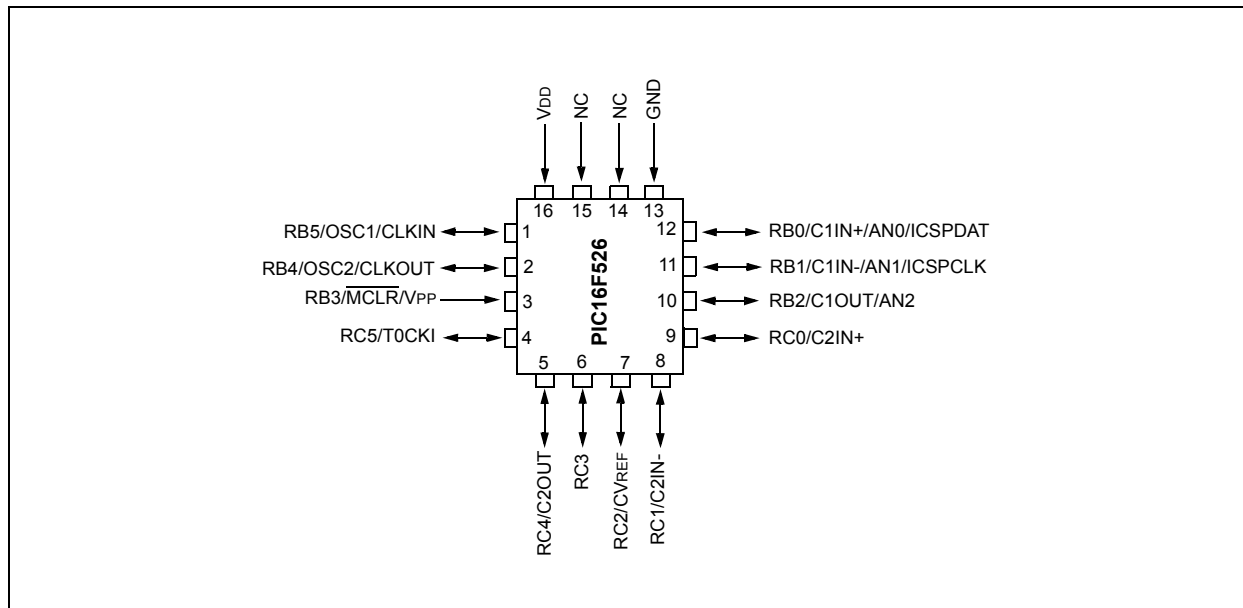 VDD
NC
NC
GND
16
15
14
13
RB5/OSC1/CLKIN
1
12
RB0/C1IN+/AN0/ICSPDAT
RB4/OSC2/CLKOUT
2
11
RB1/C1IN-/AN1/ICSPCLK
RB3/MCLR/VPP
3
10
RB2/C1OUT/AN2
RC5/T0CKI
4
9
RC0/C2IN+
PIC16F526
5
6
7
8
RC4/C2OUT
RC3
RC2/CVREF
RC1/C2IN-